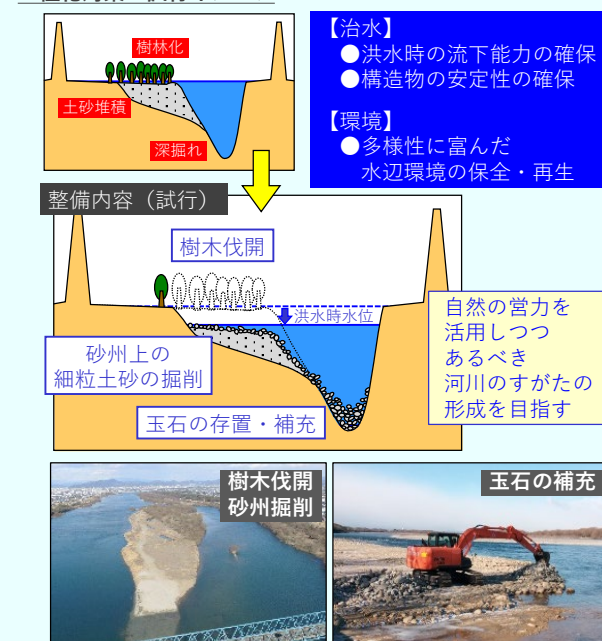 【治水】
●洪水時の流下能力の確保
●構造物の安定性の確保
【環境】
●多様性に富んだ
水辺環境の保全・再生
樹林化
土砂堆積
深掘れ
整備内容（試行）
樹木伐開
洪水時水位
砂州上の
細粒土砂の掘削
玉石の存置・補充
自然の営力を
活用しつつ
あるべき
河川のすがたの
形成を目指す
樹木伐開
砂州掘削
玉石の補充